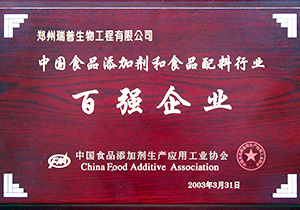 郑州瑞普生物工程有限公司
中国食品添加剂和食品配料行业
百强企业
中国食品添加剂生产应用工业协会
China Food Additive Association
2003年3月31日